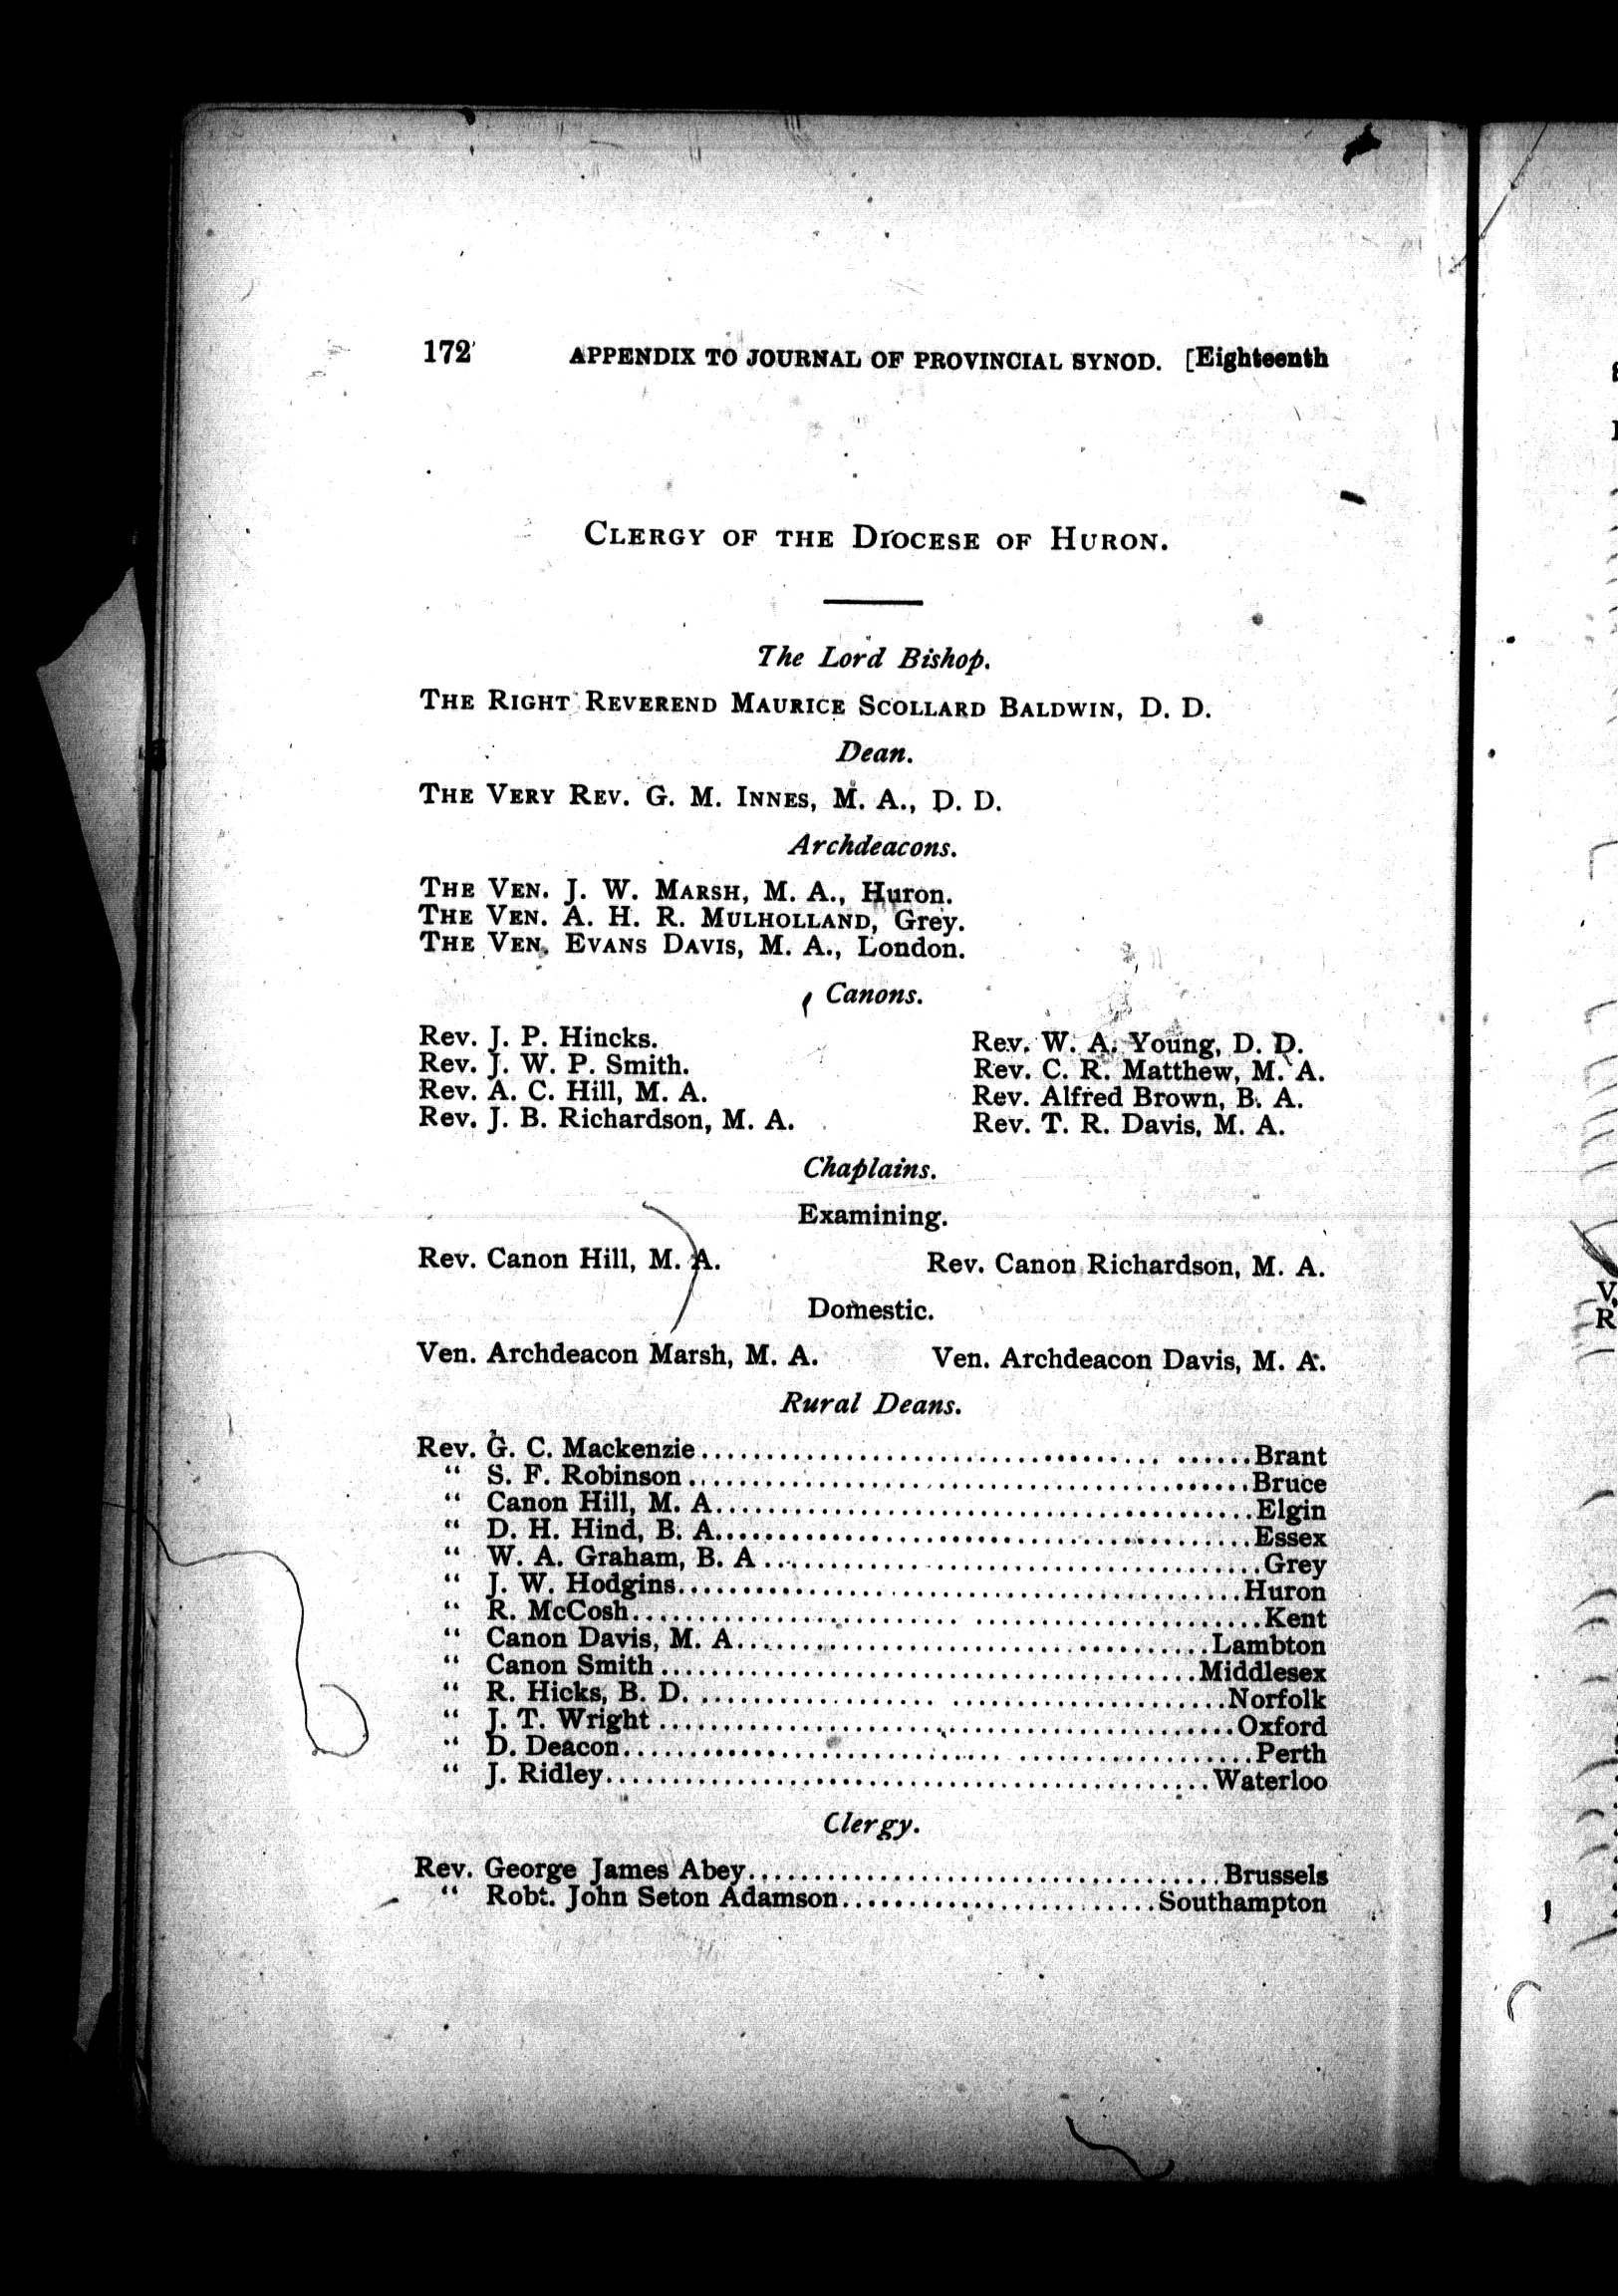 172 APPENDIX TO JOURNAL OF PROVINCIAL SYNOD. [Eighteenth
CLERGY OF THE DIOCESE OF HURON.
The Lord Bishop.
THE RIGHT REVEREND MAURICE SCOLLARD BALDWIN, D. D.
Dean.
THE VERY REV. G. M. INNES, M. A., D. D.
Archdeacons.
THE VEN. J. W. MARSH, M. A., Huron.
THE VEN. A. H. R. MULHOLLAND, Grey.
THE VEN. EVANS DAVIS, M. A., London.
Canons.
Rev. J. P. Hincks. Rev. W. A. Young, D. D.
Rev. J. W. P. Smith. Rev. C. R. Matthew, M. A.
Rev. A. C. Hill, M. A. Rev. Alfred Brown, B. A.
Rev. J. B. Richardson, M. A. Rev. T. R. Davis, M. A.
Chaplains.
Examining.
Rev. Canon Hill, M. A. Rev. Canon Richardson, M. A.
Domestic.
Ven. Archdeacon Marsh, M. A. Ven. Archdeacon Davis, M. A.
Rural Deans.
Rev. G. C. Mackenzie........Brant
" S. F. Robinson........Bruce
" Canon Hill, M. A........Elgin
" D. H. Hind, B. A........Essex
" W. A. Graham, B. A........Grey
" J. W. Hodgins........Huron
" R. McCosh........Kent
" Canon Davis, M. A........Lambton
" Canon Smith........Middlesex
" R. Hicks, B. D........Norfolk
" J. T. Wright........Oxford
" D. Deacon........Perth
" J. Ridley........Waterloo
Clergy.
Rev. George James Abey........Brussels
" Robt. John Seton Adamson........Southampton